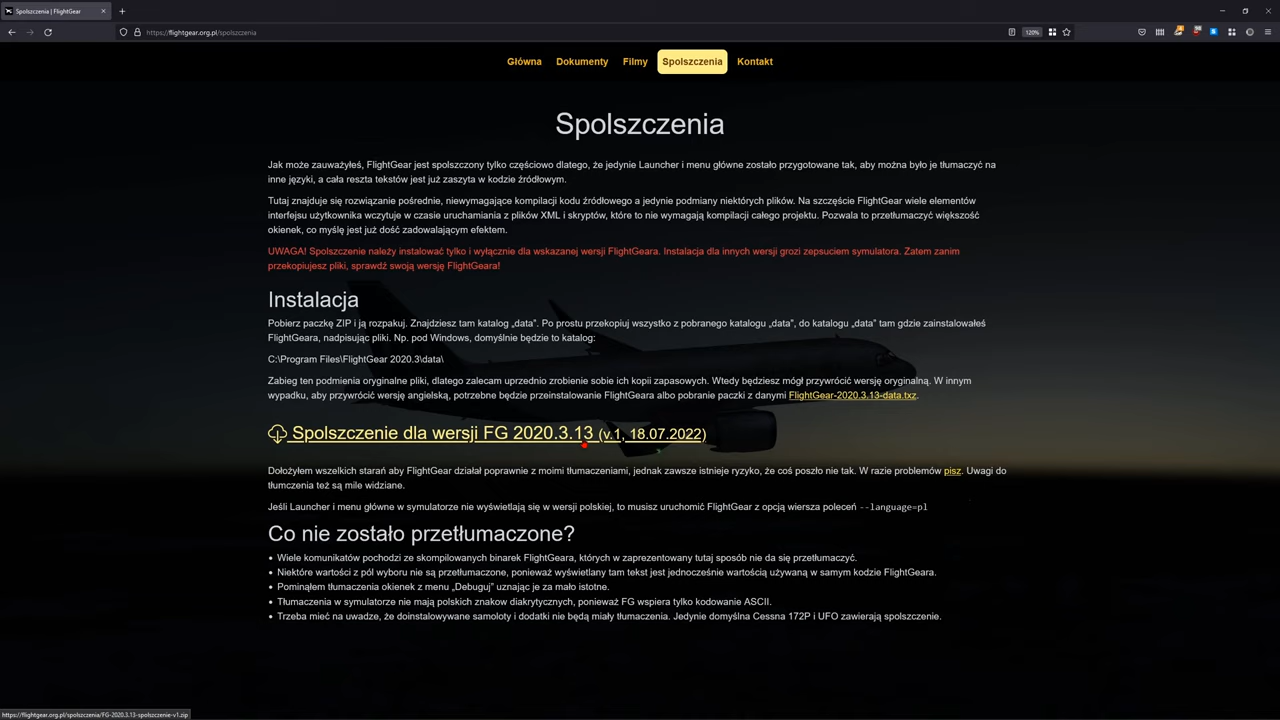 Spolszczenia | FlightGear
https://flightgear.org.pl/spolszczenia
120%
Główna Dokumenty Filmy Spolszczenia Kontakt
Spolszczenia
Jak może zauważyłeś, FlightGear jest spolszczony tylko częściowo dlatego, że jedynie Launcher i menu główne zostało przygotowane tak, aby można było je tłumaczyć na
inne języki, a cała reszta tekstów jest już zaszyta w kodzie źródłowym.
Tutaj znajduje się rozwiązanie pośrednie, niewymagające kompilacji kodu źródłowego a jedynie podmiany niektórych plików. Na szczęście FlightGear wiele elementów
interfejsu użytkownika wczytuje w czasie uruchamiania z plików XML i skryptów, które to nie wymagają kompilacji całego projektu. Pozwala to przetłumaczyć większość
okienek, co myślę jest już dość zadowalającym efektem.
UWAGA! Spolszczenie należy instalować tylko i wyłącznie dla wskazanej wersji FlightGeara. Instalacja dla innych wersji grozi zepsuciem symulatora. Zatem zanim
przekopiujesz pliki, sprawdź swoją wersję FlightGeara!
Instalacja
Pobierz paczkę ZIP i ją rozpakuj. Znajdziesz tam katalog „data”. Po prostu przekopiuj wszystko z pobranego katalogu „data”, do katalogu „data” tam gdzie zainstalowałeś
FlightGeara, nadpisując pliki. Np. pod Windows, domyślnie będzie to katalog:
C:\Program Files\FlightGear 2020.3\data\
Zabieg ten podmienia oryginalne pliki, dlatego zalecam uprzednio zrobienie sobie ich kopii zapasowych. Wtedy będziesz mógł przywrócić wersję oryginalną. W innym
wypadku, aby przywrócić wersję angielską, potrzebne będzie przeinstalowanie FlightGeara albo pobranie paczki z danymi FlightGear-2020.3.13-data.txz.
Spolszczenie dla wersji FG 2020.3.13 (v.1, 18.07.2022)
Dołożyłem wszelkich starań aby FlightGear działał poprawnie z moimi tłumaczeniami, jednak zawsze istnieje ryzyko, że coś poszło nie tak. W razie problemów pisz. Uwagi do
tłumczenia też są mile widziane.
Jeśli Launcher i menu główne w symulatorze nie wyświetlają się w wersji polskiej, to musisz uruchomić FlightGear z opcją wiersza poleceń --language=pl
Co nie zostało przetłumaczone?
• Wiele komunikatów pochodzi ze skompilowanych binarek FlightGeara, których w zaprezentowany tutaj sposób nie da się przetłumaczyć.
• Niektóre wartości z pól wyboru nie są przetłumaczone, ponieważ wyświetlany tam tekst jest jednocześnie wartością używaną w samym kodzie FlightGeara.
• Pominąłem tłumaczenia okienek z menu „Debuguj” uznając je za mało istotne.
• Tłumaczenia w symulatorze nie mają polskich znakow diakrytycznych, ponieważ FG wspiera tylko kodowanie ASCII.
• Trzeba mieć na uwadze, że doinstalowywane samoloty i dodatki nie będą miały tłumaczenia. Jedynie domyślna Cessna 172P i UFO zawierają spolszczenie.
https://flightgear.org.pl/spolszczenia/FG-2020.3.13-spolszczenie-v1.zip